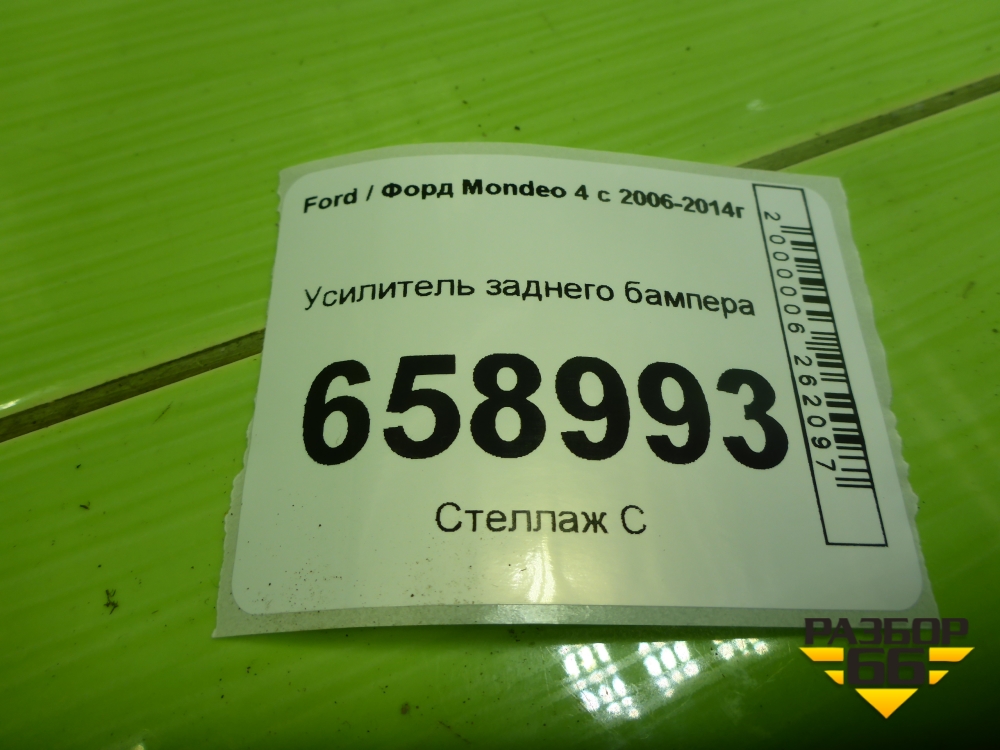 Ford / Форд Mondeo 4 с 2006-2014г
Усилитель заднего бампера
658993
Стеллаж С
2000006262097
РАЗБОР
66